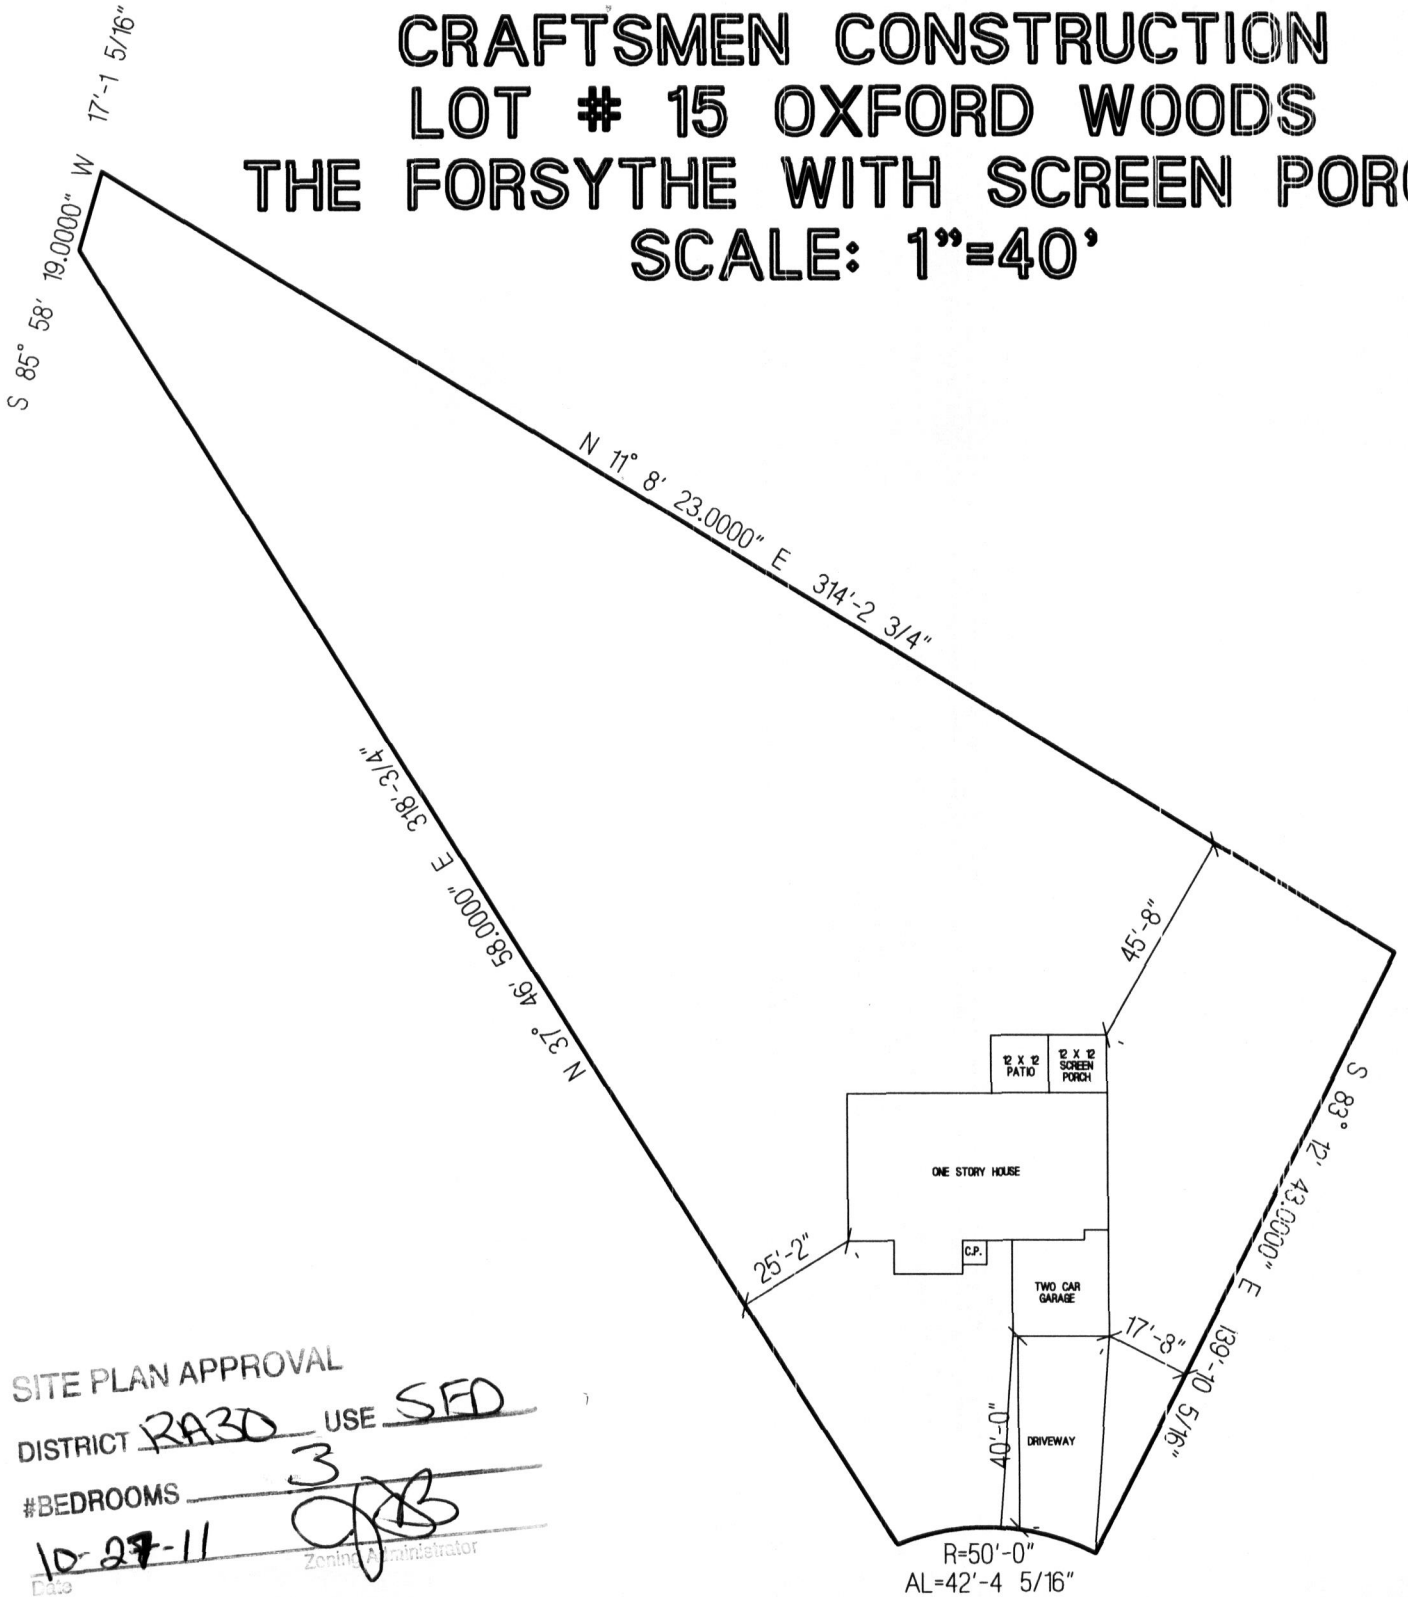 CRAFTSMEN CONSTRUCTION
LOT # 15 OXFORD WOODS
THE FORSYTHE WITH SCREEN PORC
SCALE: 1"=40'
17'-1 5/16"
S 85° 58' 19.0000" W
N 11° 8' 23.0000" E 314'-2 3/4"
N 37° 46' 58.0000" E 318'-3/4"
45'-8"
12 X 12
PATIO
12 X 12
SCREEN
PORCH
S 83° 12' 43.0000" E 139'-10 5/16"
ONE STORY HOUSE
25'-2"
C.P.
TWO CAR
GARAGE
17'-8"
40'-0"
DRIVEWAY
R=50'-0"
AL=42'-4 5/16"
SITE PLAN APPROVAL
DISTRICT RA30 USE SFD
#BEDROOMS 3
10-27-11
Date Zoning Administrator